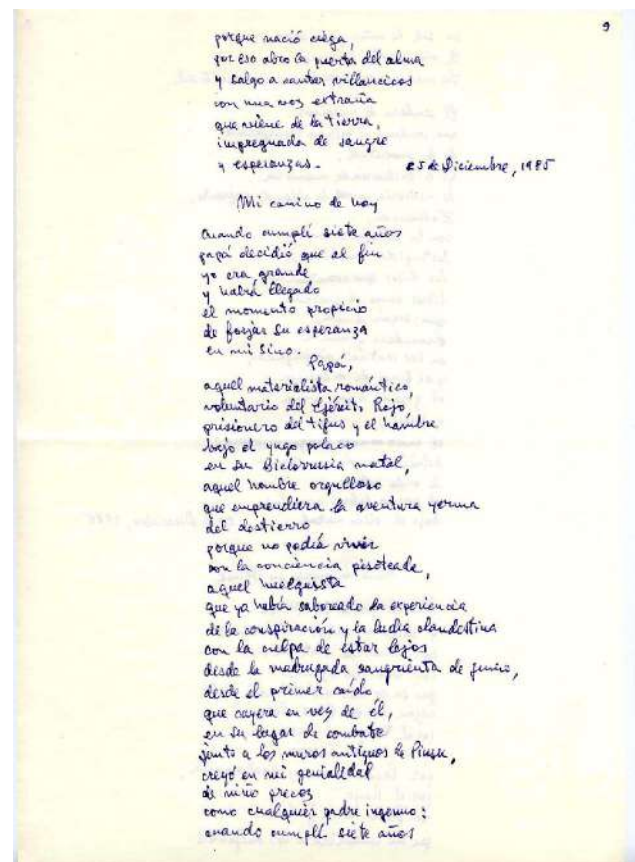 9
porque nació ciega,
por eso abro la puerta del alma
y salgo a cantar villancicos
con una voz extraña
que viene de la tierra,
impregnada de sangre
y esperanzas.
25 de Diciembre, 1985
Mi camino de hoy
Cuando cumplí siete años
papá decidió que al fin
yo era grande
y había llegado
el momento propicio
de forjar su esperanza
en mi sino.
Papá,
aquel materialista romántico,
voluntario del Ejército Rojo,
prisionero del tifus y el hambre
bajo el yugo polaco
en su Bielorrusia natal,
aquel hombre orgulloso
que emprendiera la aventura yerma
del destierro
porque no podía vivir
con la conciencia pisoteada,
aquel huelguista
que ya había saboreado la experiencia
de la conspiración y la lucha clandestina
con la culpa de estar lejos
desde la madrugada sangrienta de junio,
desde el primer caído
que cayera en vez de él,
en su lugar de combate
junto a los muros antiguos de Pinsk,
creyó en mi genialidad
de niño precoz
como cualquier padre ingenuo:
cuando cumplí siete años